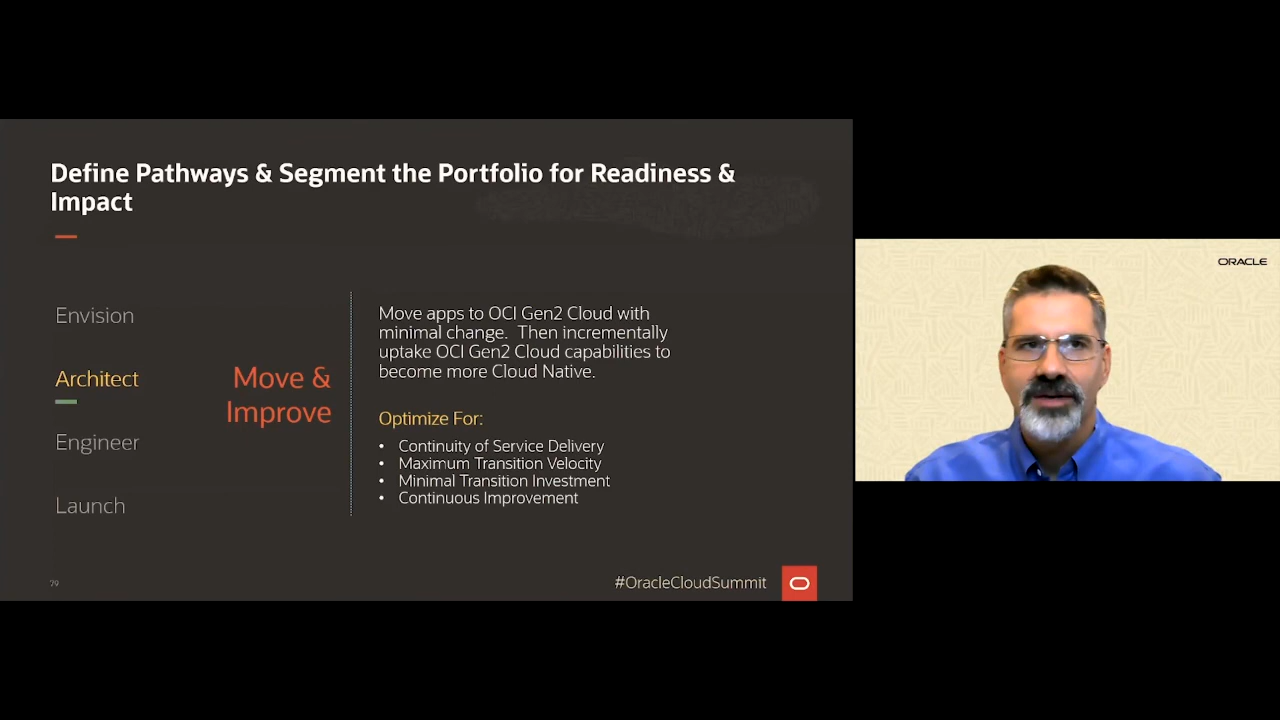 Define Pathways & Segment the Portfolio for Readiness &
Impact
Envision
Architect
Engineer
Launch
Move &
Improve
Move apps to OCI Gen2 Cloud with
minimal change.  Then incrementally
uptake OCI Gen2 Cloud capabilities to
become more Cloud Native.
Optimize For:
• Continuity of Service Delivery
• Maximum Transition Velocity
• Minimal Transition Investment
• Continuous Improvement
79
#OracleCloudSummit
ORACLE